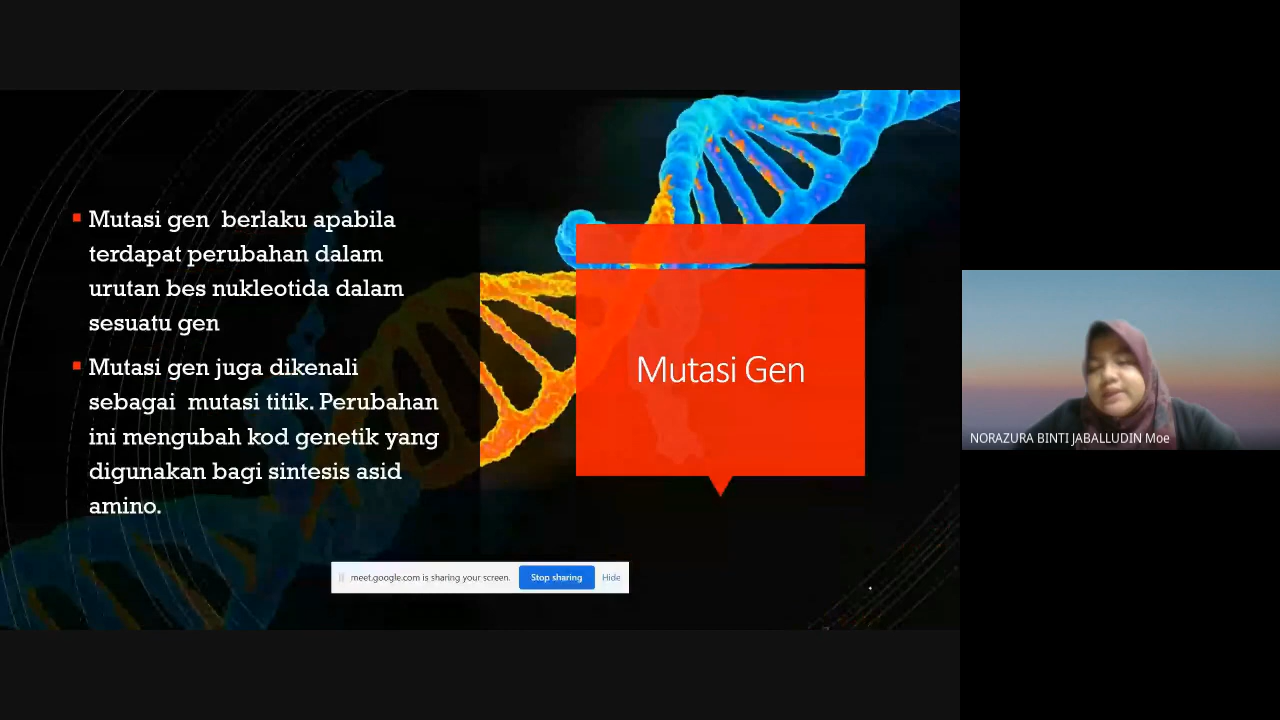 Mutasi gen berlaku apabila
terdapat perubahan dalam
urutan bes nukleotida dalam
sesuatu gen
Mutasi gen juga dikenali
sebagai mutasi titik. Perubahan
ini mengubah kod genetik yang
digunakan bagi sintesis asid
amino.
Mutasi Gen
meet.google.com is sharing your screen.
Stop sharing
Hide
NORAZURA BINTI JABALLUDIN Moe